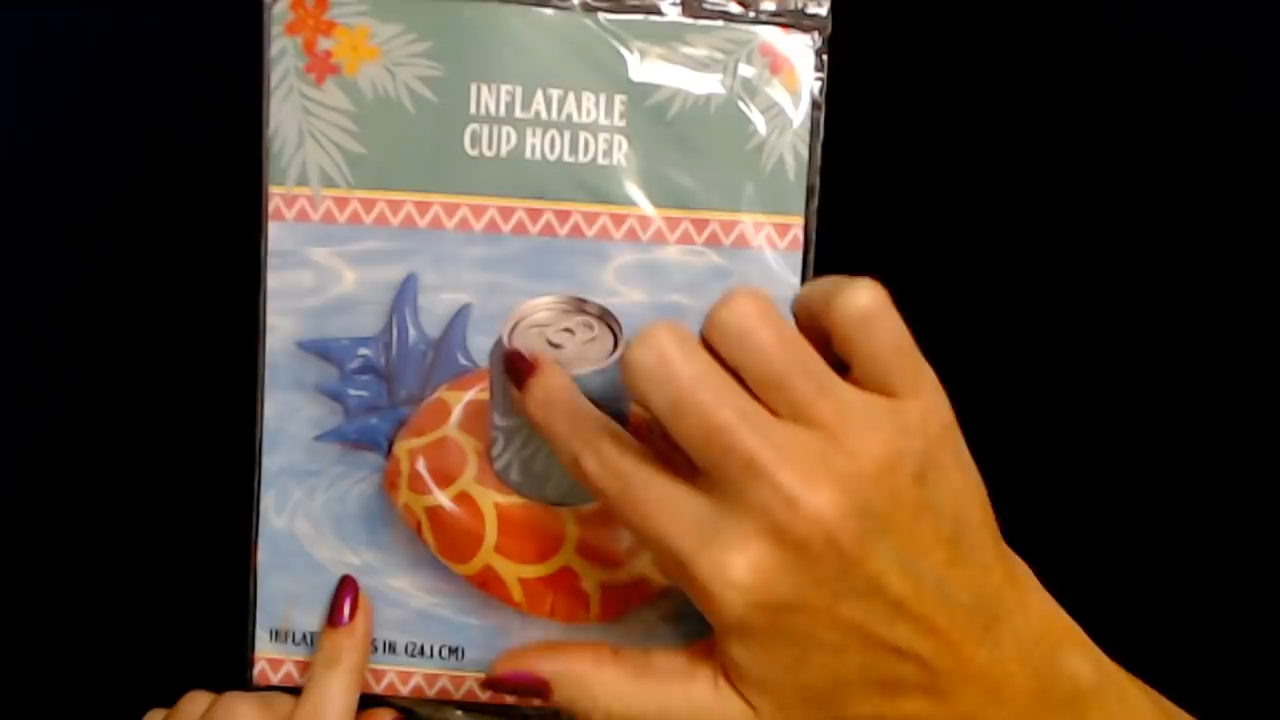 INFLATABLE
CUP HOLDER
IN. (24.1 CM)